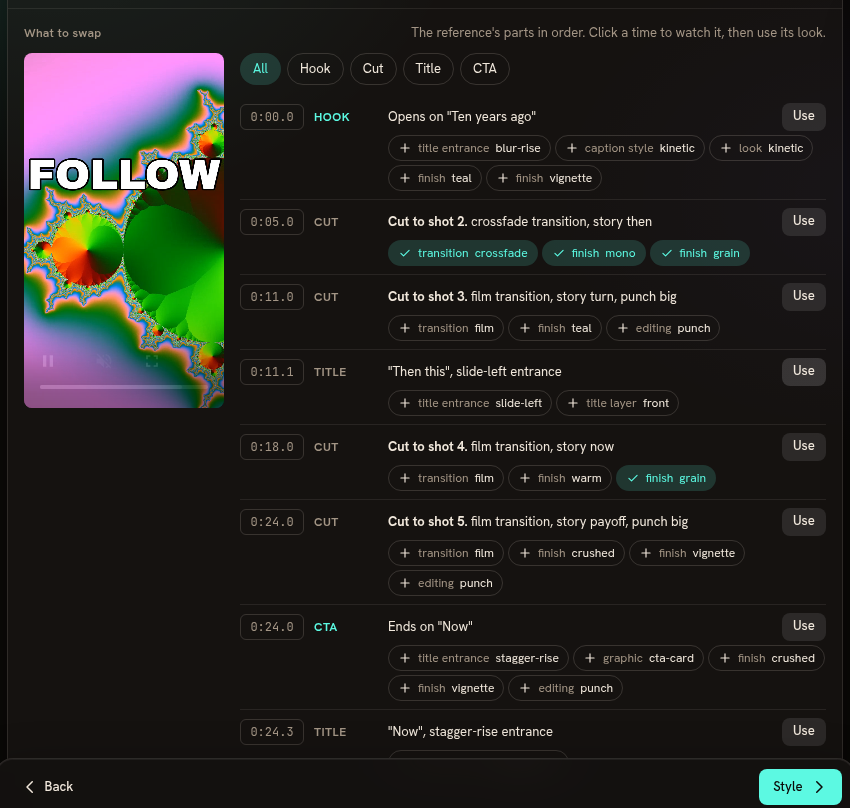 What to swap
The reference's parts in order. Click a time to watch it, then use its look.
FOLLOW
All Hook Cut Title CTA
0:00.0 HOOK Opens on "Ten years ago" Use
title entrance blur-rise caption style kinetic look kinetic
finish teal finish vignette
0:05.0 CUT Cut to shot 2. crossfade transition, story then Use
transition crossfade finish mono finish grain
0:11.0 CUT Cut to shot 3. film transition, story turn, punch big Use
transition film finish teal editing punch
0:11.1 TITLE "Then this", slide-left entrance Use
title entrance slide-left title layer front
0:18.0 CUT Cut to shot 4. film transition, story now Use
transition film finish warm finish grain
0:24.0 CUT Cut to shot 5. film transition, story payoff, punch big Use
transition film finish crushed finish vignette
editing punch
0:24.0 CTA Ends on "Now" Use
title entrance stagger-rise graphic cta-card finish crushed
finish vignette editing punch
0:24.3 TITLE "Now", stagger-rise entrance Use
Back Style